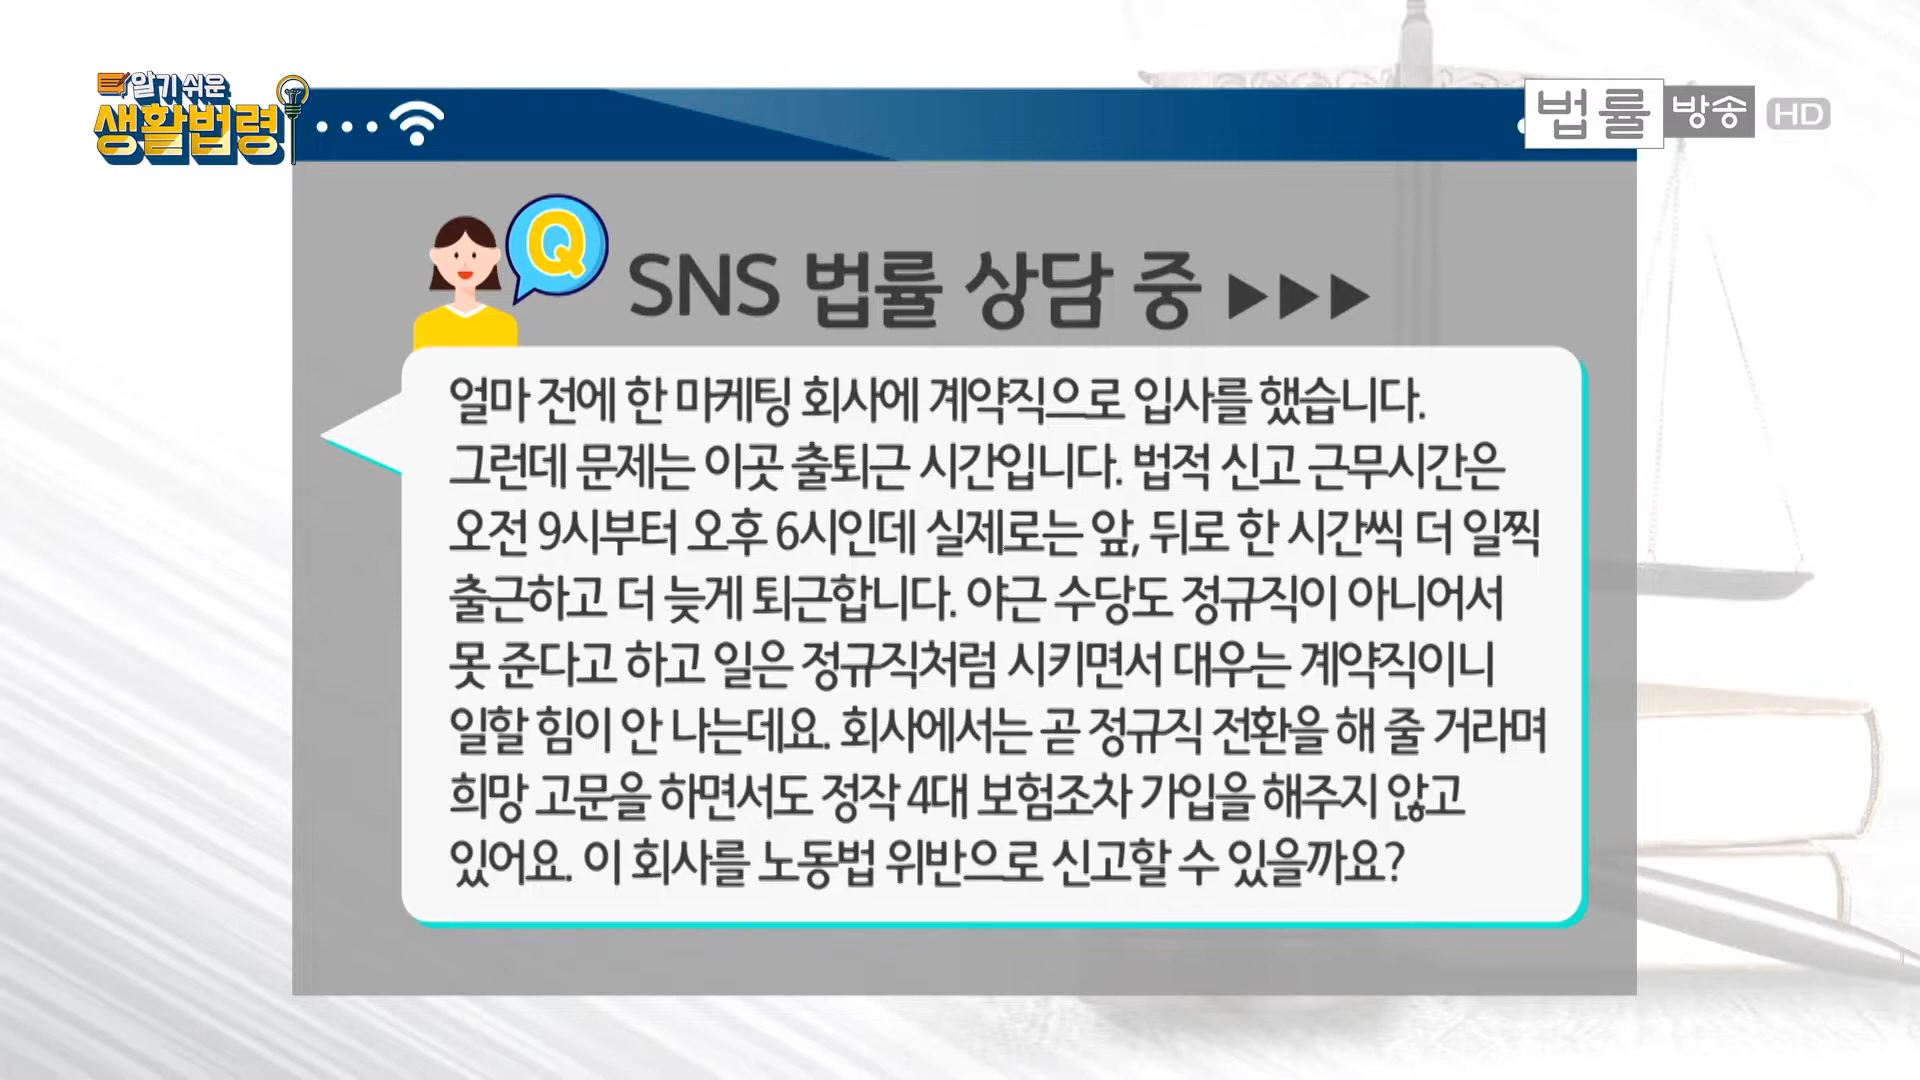 알기 쉬운
생활법령
법률방송 HD
Q
SNS 법률 상담 중 ▶▶▶
얼마 전에 한 마케팅 회사에 계약직으로 입사를 했습니다.
그런데 문제는 이곳 출퇴근 시간입니다. 법적 신고 근무시간은
오전 9시부터 오후 6시인데 실제로는 앞, 뒤로 한 시간씩 더 일찍
출근하고 더 늦게 퇴근합니다. 야근 수당도 정규직이 아니어서
못 준다고 하고 일은 정규직처럼 시키면서 대우는 계약직이니
일할 힘이 안 나는데요. 회사에서는 곧 정규직 전환을 해 줄 거라며
희망 고문을 하면서도 정작 4대 보험조차 가입을 해주지 않고
있어요. 이 회사를 노동법 위반으로 신고할 수 있을까요?